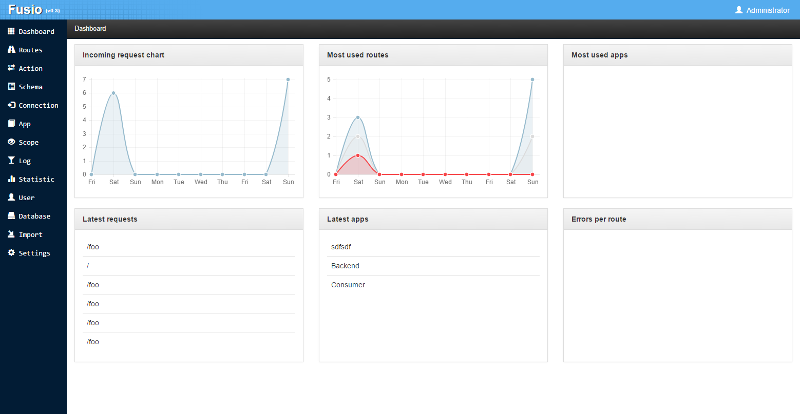 Fusio
Administrator
Dashboard
Dashboard
Routes
Action
Schema
Connection
App
Scope
Log
Statistic
User
Database
Import
Settings
Incoming request chart
7
6
5
4
3
2
1
0
Fri Sat Sun Mon Tue Wed Thu Fri Sat Sun
Most used routes
5
4
3
2
1
0
Fri Sat Sun Mon Tue Wed Thu Fri Sat Sun
Most used apps
Latest requests
/foo
/
/foo
/foo
/foo
/foo
Latest apps
sdfsdf
Backend
Consumer
Errors per route